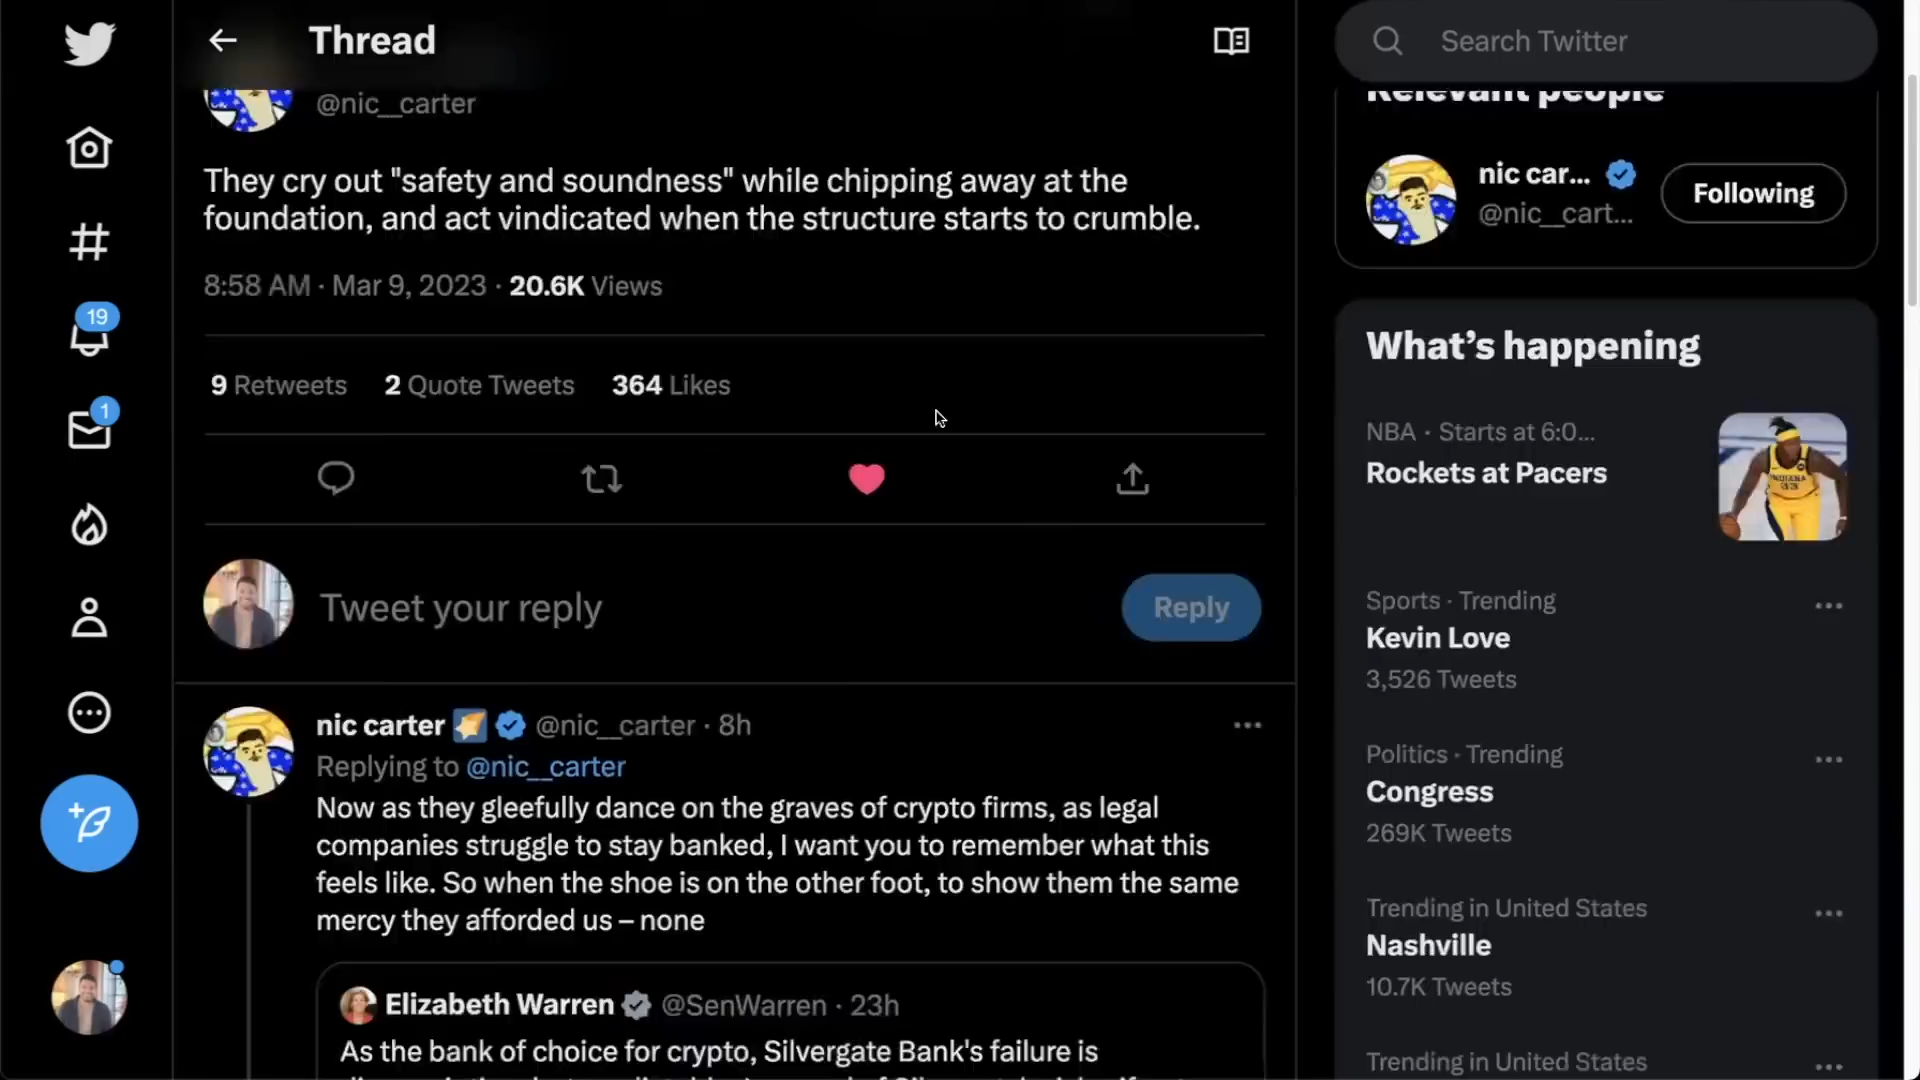 Thread
Search Twitter
@nic__carter
They cry out "safety and soundness" while chipping away at the
foundation, and act vindicated when the structure starts to crumble.
8:58 AM · Mar 9, 2023 · 20.6K Views
9 Retweets 2 Quote Tweets 364 Likes
19
1
Tweet your reply
Reply
nic carter @nic__carter · 8h
Replying to @nic__carter
Now as they gleefully dance on the graves of crypto firms, as legal
companies struggle to stay banked, I want you to remember what this
feels like. So when the shoe is on the other foot, to show them the same
mercy they afforded us – none
Elizabeth Warren @SenWarren · 23h
As the bank of choice for crypto, Silvergate Bank's failure is
Relevant people
nic car...
@nic__cart...
Following
What's happening
NBA · Starts at 6:0...
Rockets at Pacers
INDIANA
33
Sports · Trending
Kevin Love
3,526 Tweets
Politics · Trending
Congress
269K Tweets
Trending in United States
Nashville
10.7K Tweets
Trending in United States